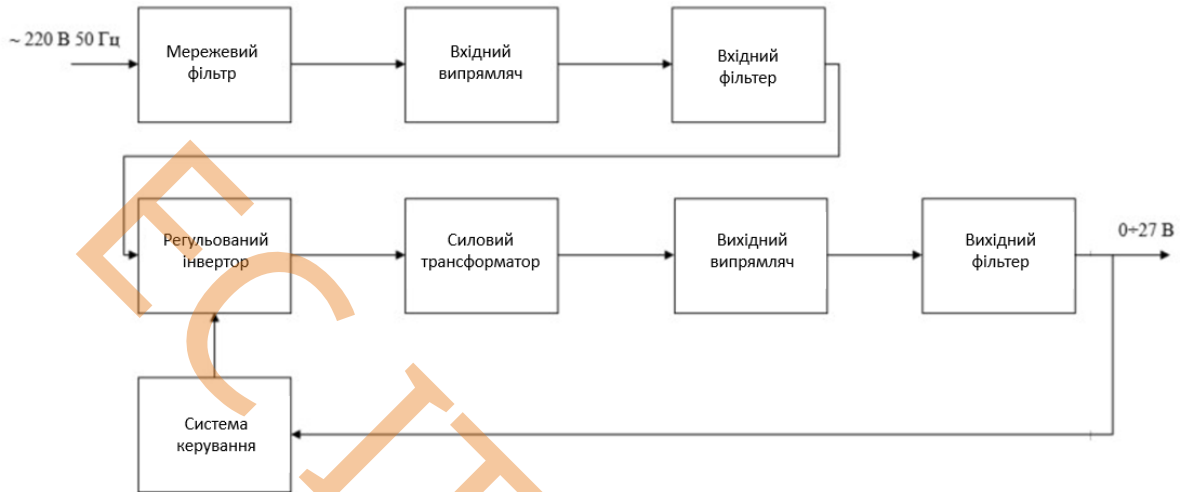 ~ 220 В 50 Гц
Мережевий
фільтр
Вхідний
випрямляч
Вхідний
фільтер
Регульований
інвертор
Силовий
трансформатор
Вихідний
випрямляч
Вихідний
фільтер
0÷27 В
Система
керування